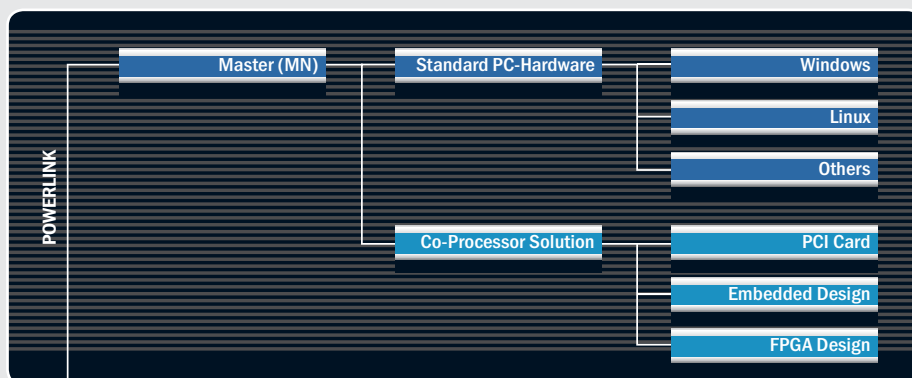 POWERLINK
Master (MN)
Standard PC-Hardware
Windows
Linux
Others
Co-Processor Solution
PCI Card
Embedded Design
FPGA Design